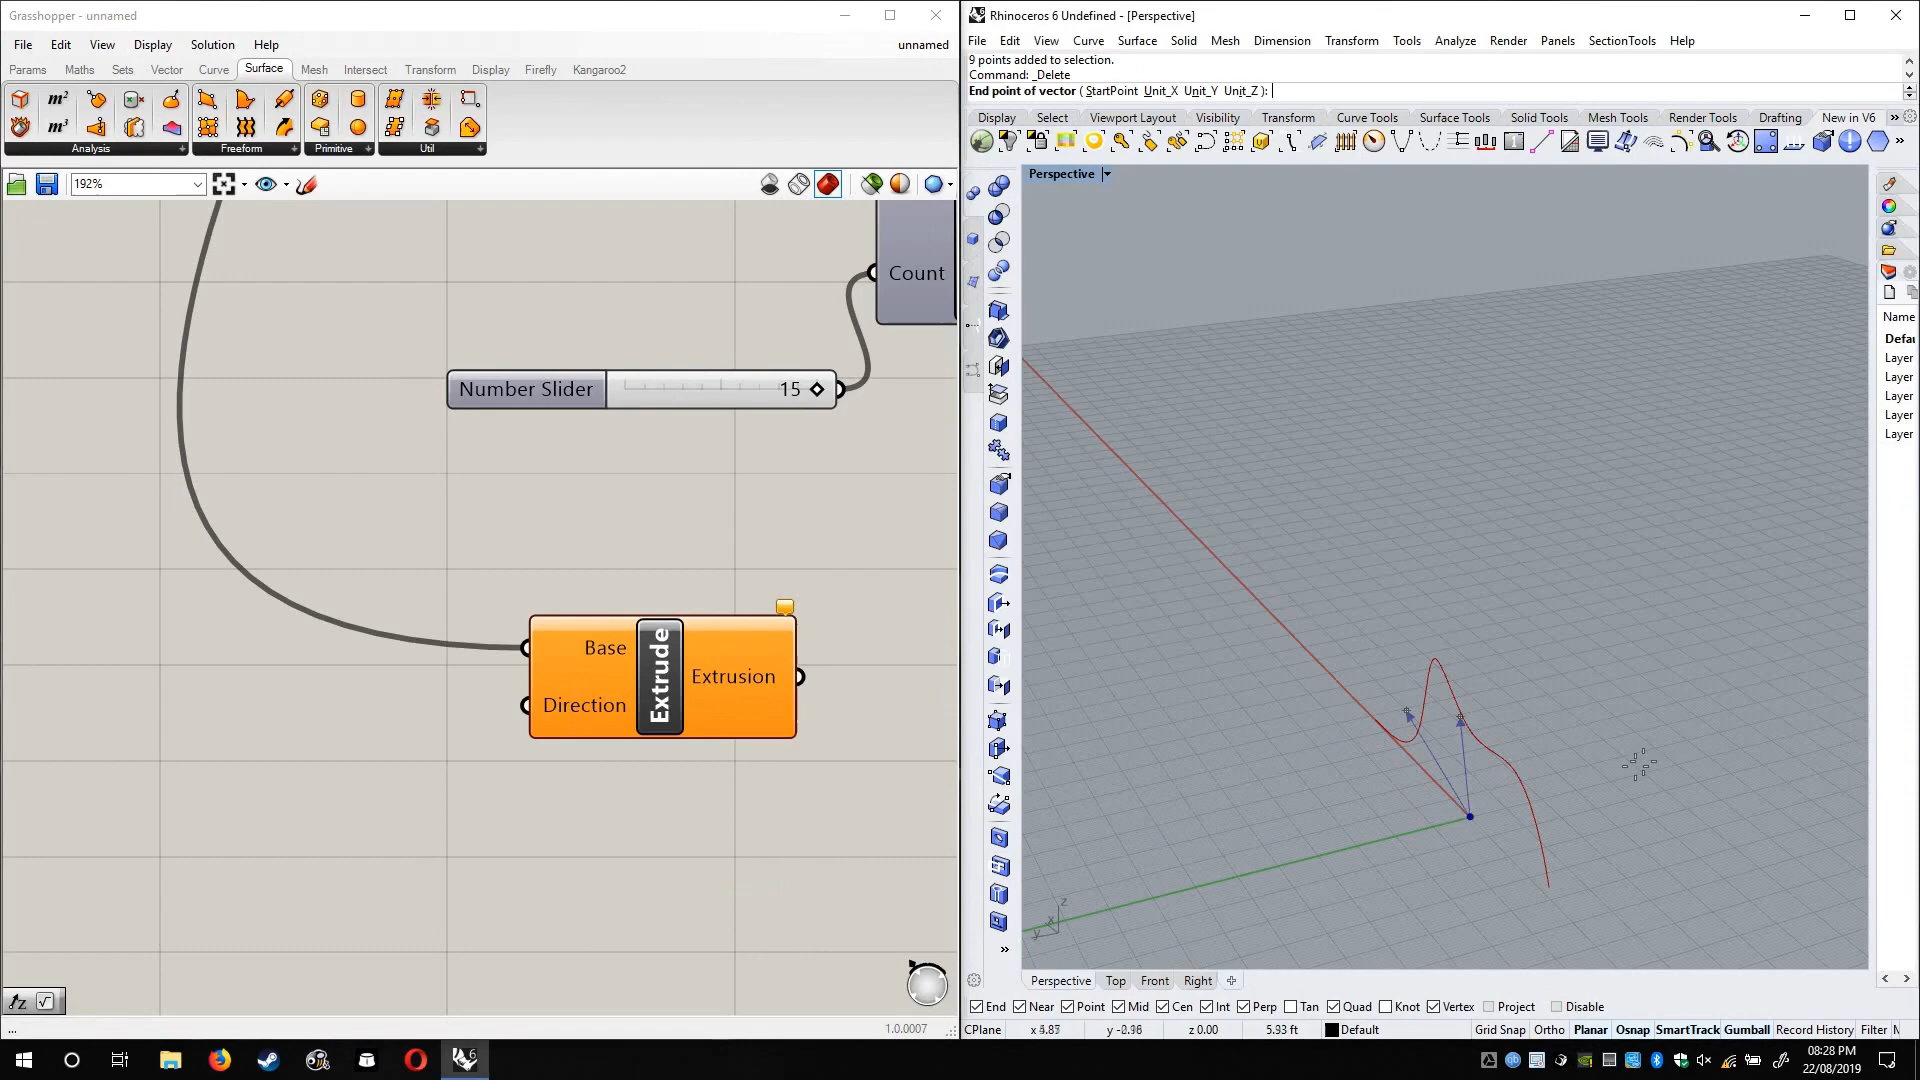 Grasshopper - unnamed
File Edit View Display Solution Help unnamed
Params Maths Sets Vector Curve Surface Mesh Intersect Transform Display Firefly Kangaroo2
m² m³
Analysis Freeform Primitive Util
192%
Count
Number Slider 15
Base
Direction
Extrude
Extrusion
...
1.0.0007
Rhinoceros 6 Undefined - [Perspective]
File Edit View Curve Surface Solid Mesh Dimension Transform Tools Analyze Render Panels SectionTools Help
9 points added to selection.
Command: _Delete
End point of vector ( StartPoint Unit_X Unit_Y Unit_Z ):
Display Select Viewport Layout Visibility Transform Curve Tools Surface Tools Solid Tools Mesh Tools Render Tools Drafting New in V6
Perspective
z
x
y
Name
Defau
Layer
Layer
Layer
Layer
Layer
Perspective Top Front Right
End Near Point Mid Cen Int Perp Tan Quad Knot Vertex Project Disable
CPlane z 0.00 5.93 ft Default Grid Snap Ortho Planar Osnap SmartTrack Gumball Record History Filter
08:28 PM
22/08/2019